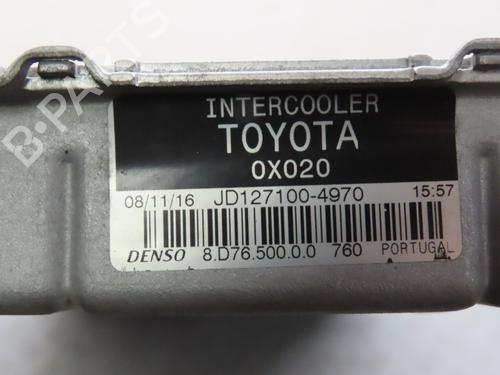 B-PARTS
INTERCOOLER
TOYOTA
0X020
08/11/16 JD127100-4970 15:57
DENSO 8.D76.500.0.0 760 PORTUGAL